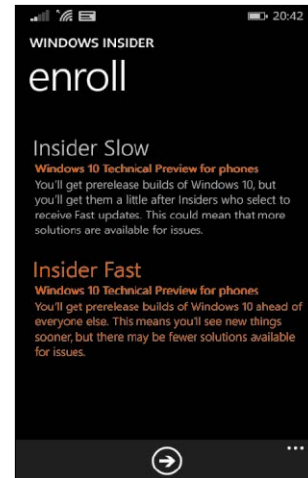 20:42
WINDOWS INSIDER
enroll
Insider Slow
Windows 10 Technical Preview for phones
You'll get prerelease builds of Windows 10, but
you'll get them a little after Insiders who select to
receive Fast updates. This could mean that more
solutions are available for issues.
Insider Fast
Windows 10 Technical Preview for phones
You'll get prerelease builds of Windows 10 ahead of
everyone else. This means you'll see new things
sooner, but there may be fewer solutions available
for issues.